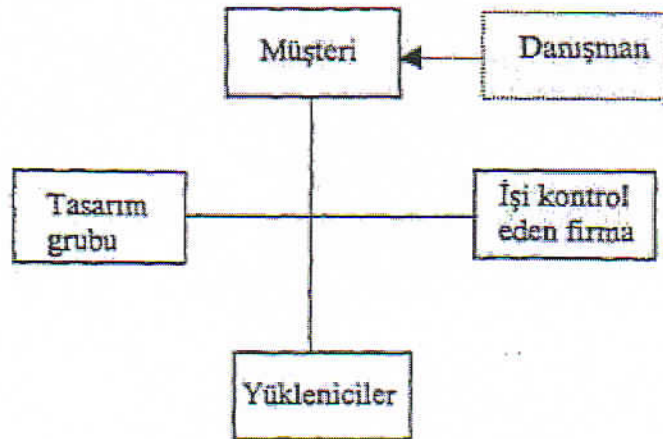 Müşteri
Danışman
Tasarım
grubu
İşi kontrol
eden firma
Yükleniciler